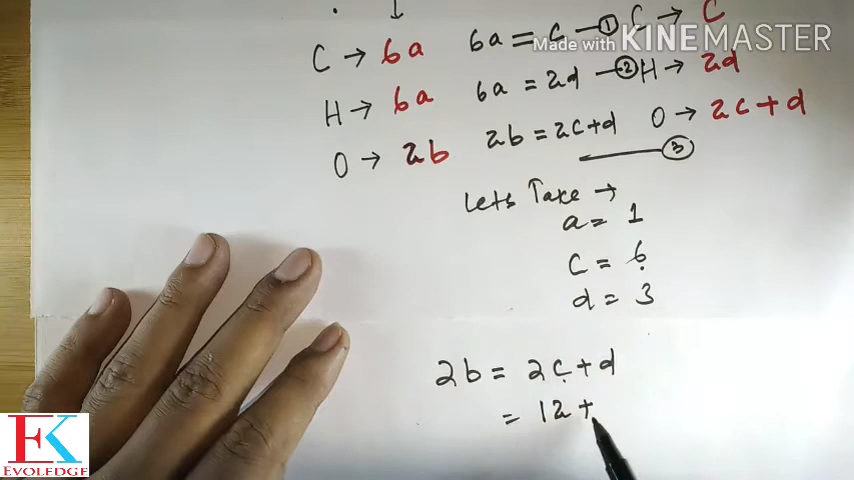 C → 6a 6a = C — 1 C → C
Made with KINEMASTER
H → 6a 6a = 2d — 2 H → 2d
O → 2b 2b = 2c+d O → 2c+d
3
Lets Take →
a = 1
C = 6
d = 3
2b = 2c+d
= 12+
EK
EVOLEDGE